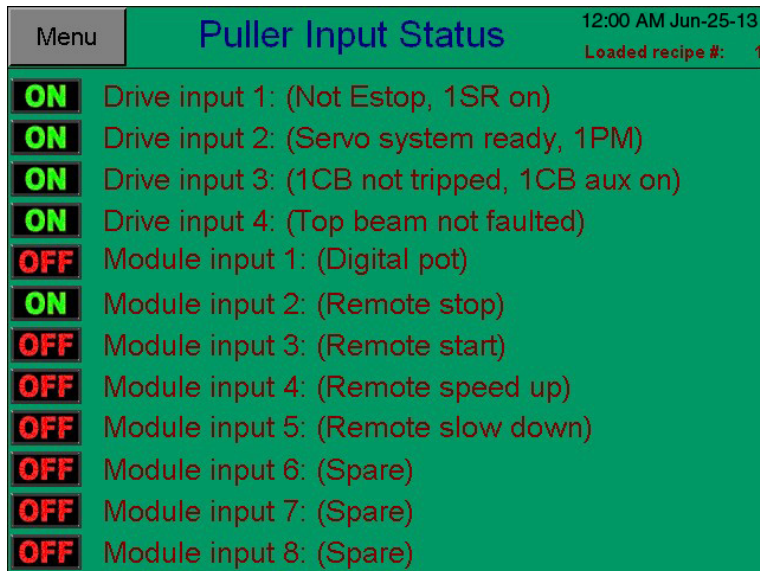 Menu
Puller Input Status
12:00 AM Jun-25-13
Loaded recipe #: 1
ON Drive input 1: (Not Estop, 1SR on)
ON Drive input 2: (Servo system ready, 1PM)
ON Drive input 3: (1CB not tripped, 1CB aux on)
ON Drive input 4: (Top beam not faulted)
OFF Module input 1: (Digital pot)
ON Module input 2: (Remote stop)
OFF Module input 3: (Remote start)
OFF Module input 4: (Remote speed up)
OFF Module input 5: (Remote slow down)
OFF Module input 6: (Spare)
OFF Module input 7: (Spare)
OFF Module input 8: (Spare)